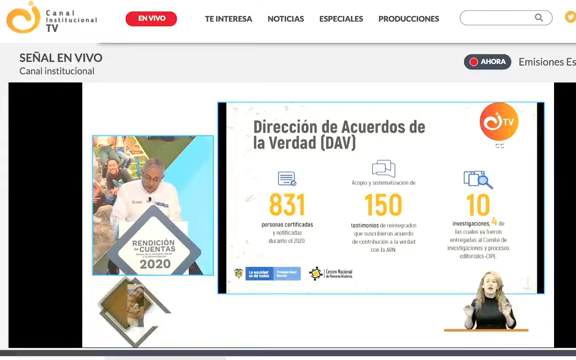 Canal
Institucional
TV
EN VIVO
TE INTERESA
NOTICIAS
ESPECIALES
PRODUCCIONES
SEÑAL EN VIVO
Canal institucional
AHORA
Emisiones Es
TV
CC
Dirección de Acuerdos de
la Verdad (DAV)
831
personas certificadas
y notificadas
durante el 2020
Acopio y sistematización de
150
testimonios de reintegrados
que suscribieron acuerdo
de contribución a la verdad
con la ARN.
10
investigaciones, 4 de
las cuales ya fueron
entregadas al Comité de
investigaciones y procesos
editoriales-CIPE.
RENDICIÓN
DE CUENTAS
2020
Centro Nacional
de Memoria Histórica